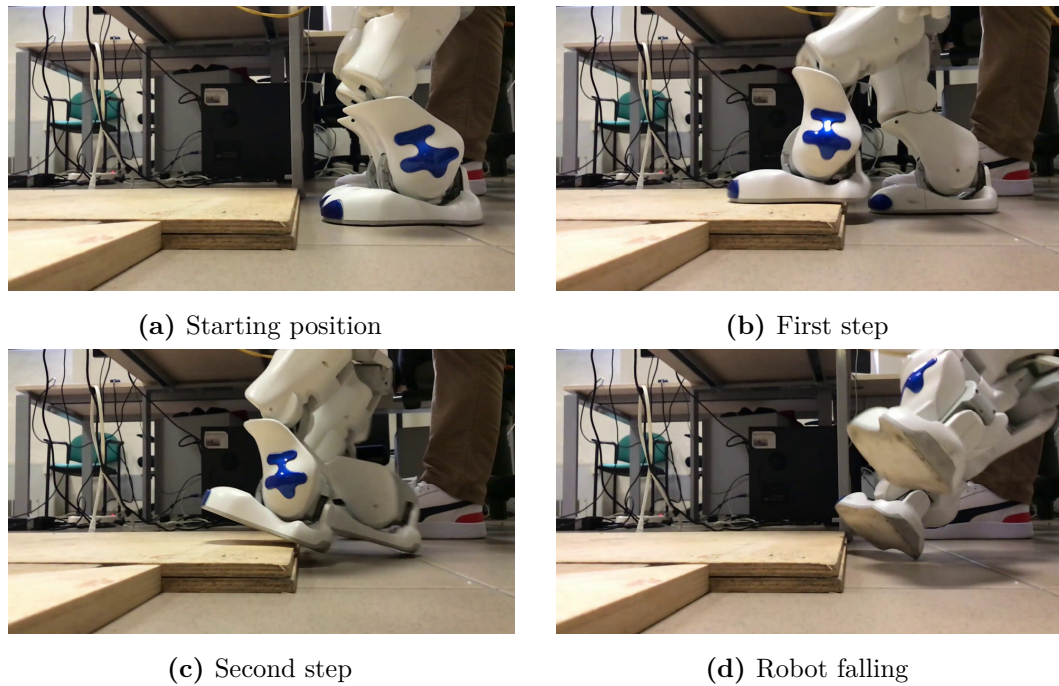 (a) Starting position
(b) First step
(c) Second step
(d) Robot falling